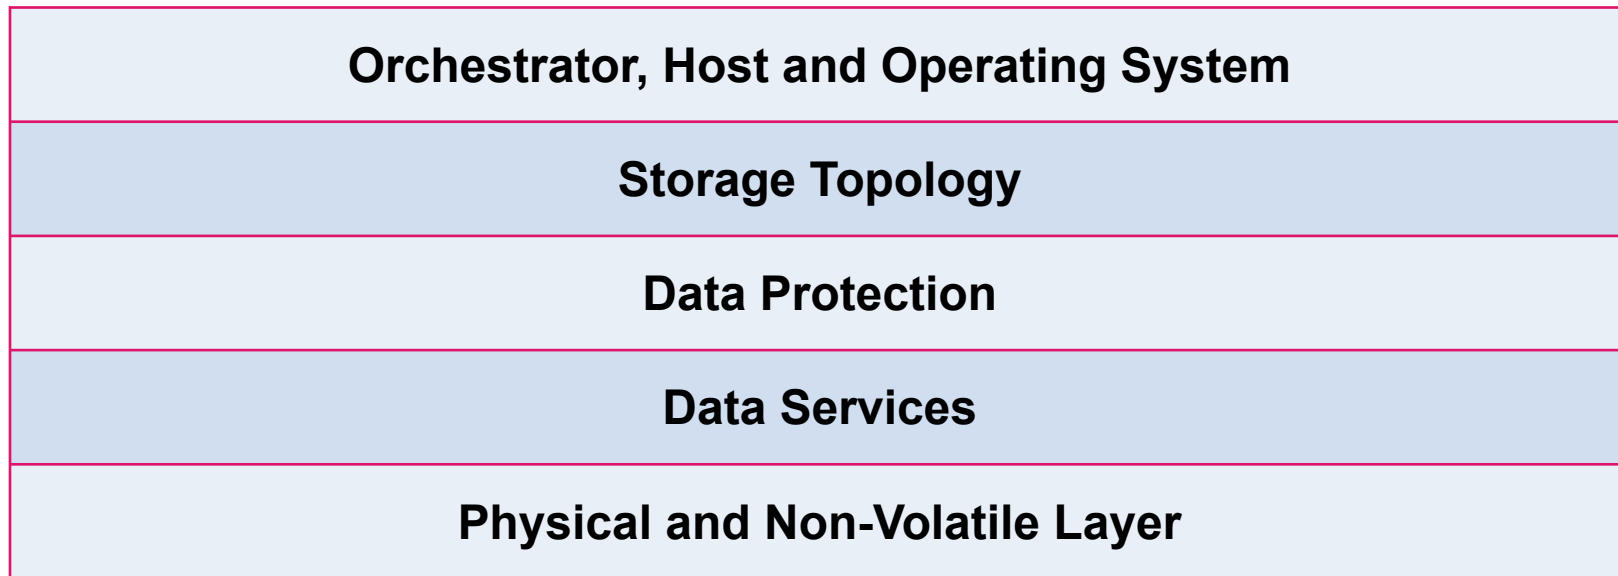 Orchestrator, Host and Operating System
Storage Topology
Data Protection
Data Services
Physical and Non-Volatile Layer